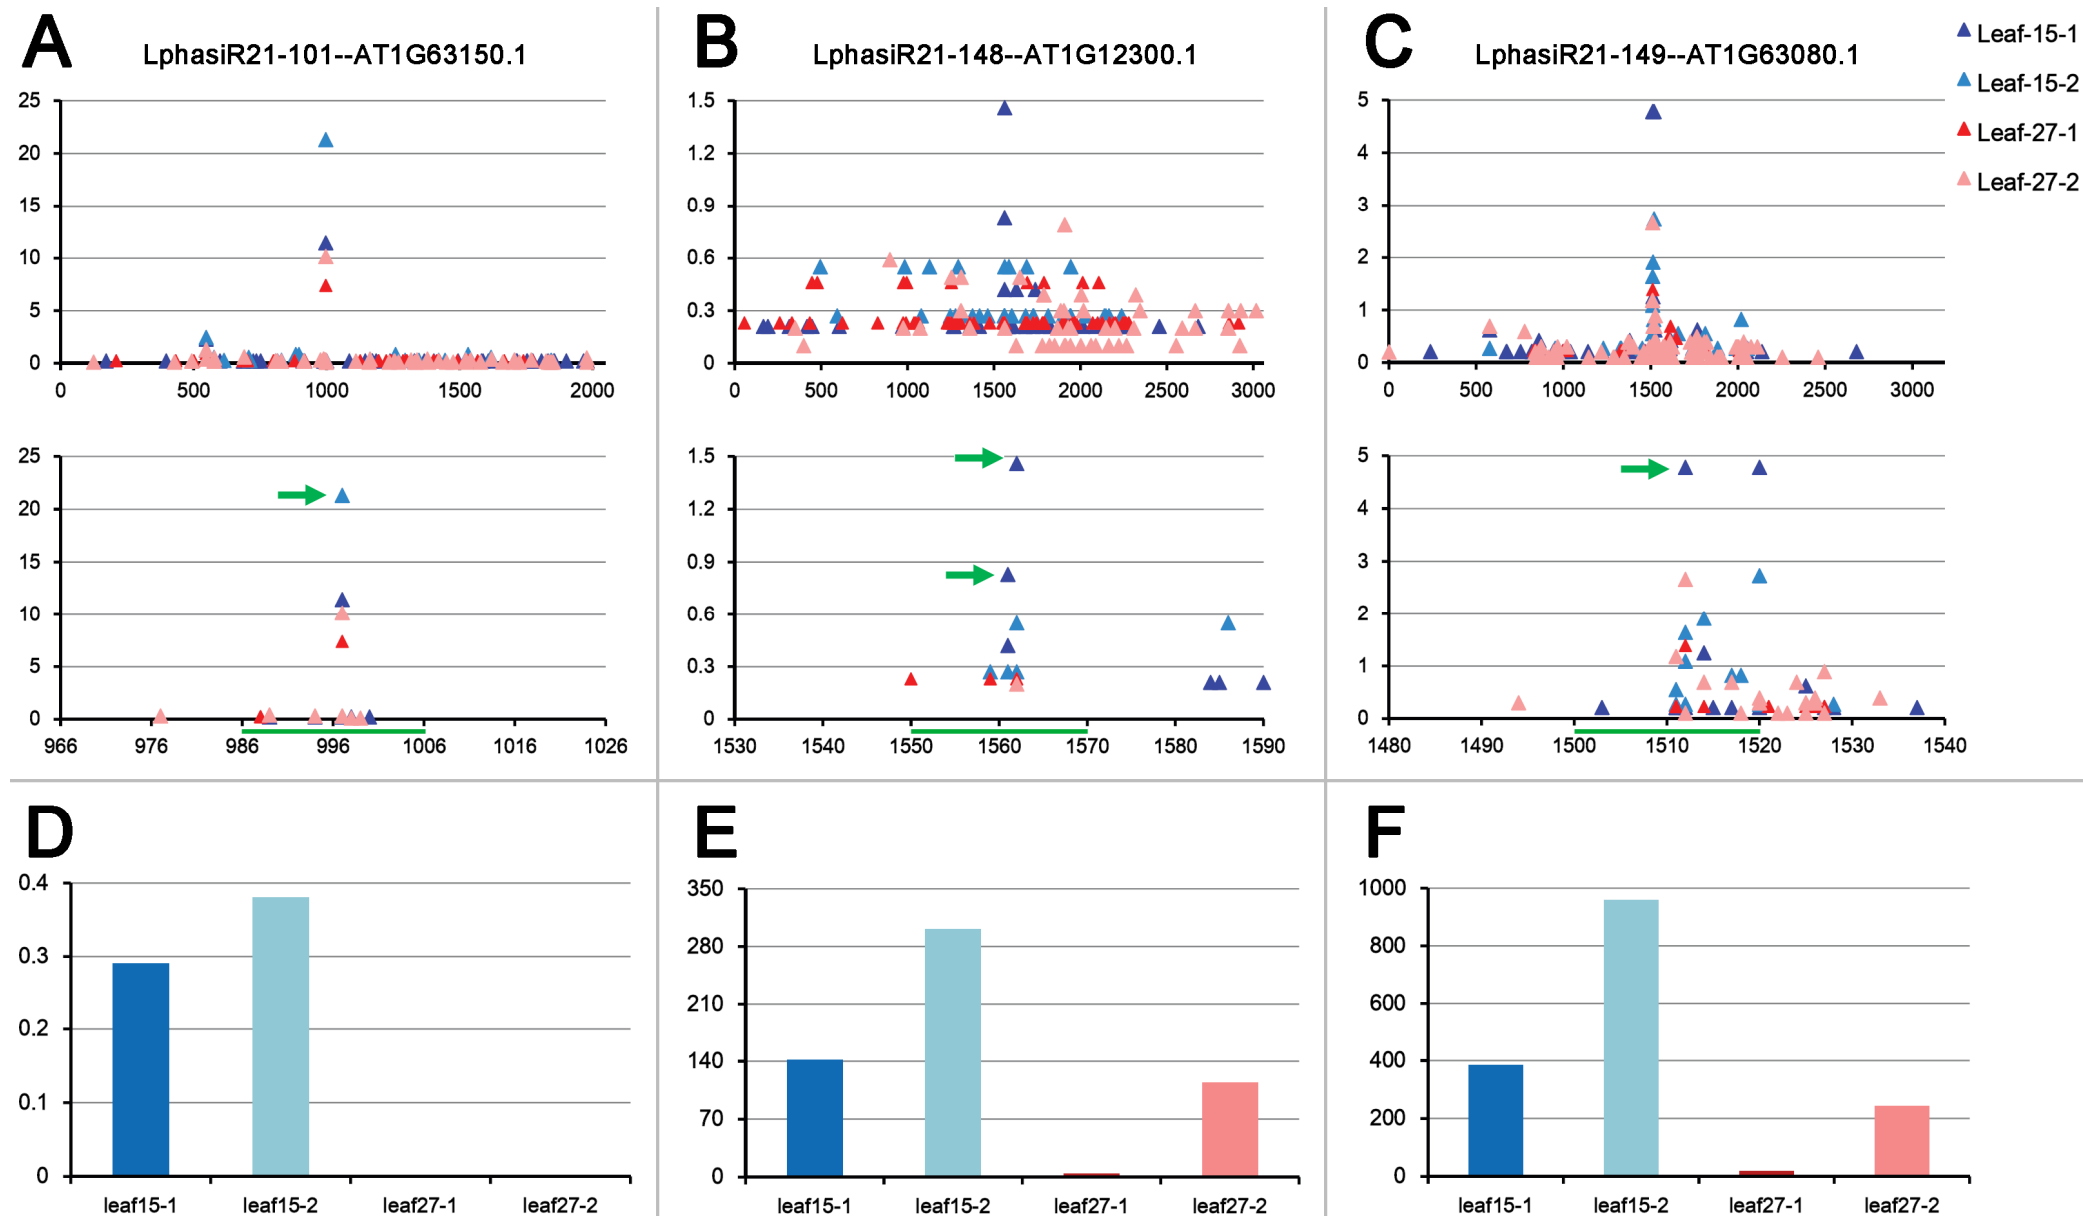 A
LphasiR21-101--AT1G63150.1
25
20
15
10
5
0
0 500 1000 1500 2000
25
20
15
10
5
0
966 976 986 996 1006 1016 1026
B
LphasiR21-148--AT1G12300.1
1.5
1.2
0.9
0.6
0.3
0
0 500 1000 1500 2000 2500 3000
1.5
1.2
0.9
0.6
0.3
0
1530 1540 1550 1560 1570 1580 1590
C
LphasiR21-149--AT1G63080.1
5
4
3
2
1
0
0 500 1000 1500 2000 2500 3000
5
4
3
2
1
0
1480 1490 1500 1510 1520 1530 1540
Leaf-15-1
Leaf-15-2
Leaf-27-1
Leaf-27-2
D
0.4
0.3
0.2
0.1
0
leaf15-1 leaf15-2 leaf27-1 leaf27-2
E
350
280
210
140
70
0
leaf15-1 leaf15-2 leaf27-1 leaf27-2
F
1000
800
600
400
200
0
leaf15-1 leaf15-2 leaf27-1 leaf27-2